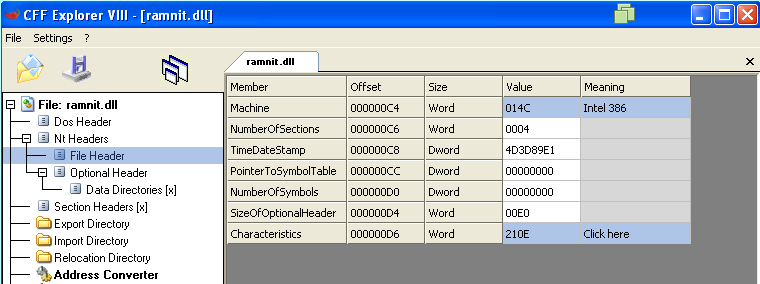 CFF Explorer VIII - [ramnit.dll]
File Settings ?
ramnit.dll
File: ramnit.dll
Dos Header
Nt Headers
File Header
Optional Header
Data Directories [x]
Section Headers [x]
Export Directory
Import Directory
Relocation Directory
Address Converter
Member Offset Size Value Meaning
Machine 000000C4 Word 014C Intel 386
NumberOfSections 000000C6 Word 0004
TimeDateStamp 000000C8 Dword 4D3D89E1
PointerToSymbolTable 000000CC Dword 00000000
NumberOfSymbols 000000D0 Dword 00000000
SizeOfOptionalHeader 000000D4 Word 00E0
Characteristics 000000D6 Word 210E Click here